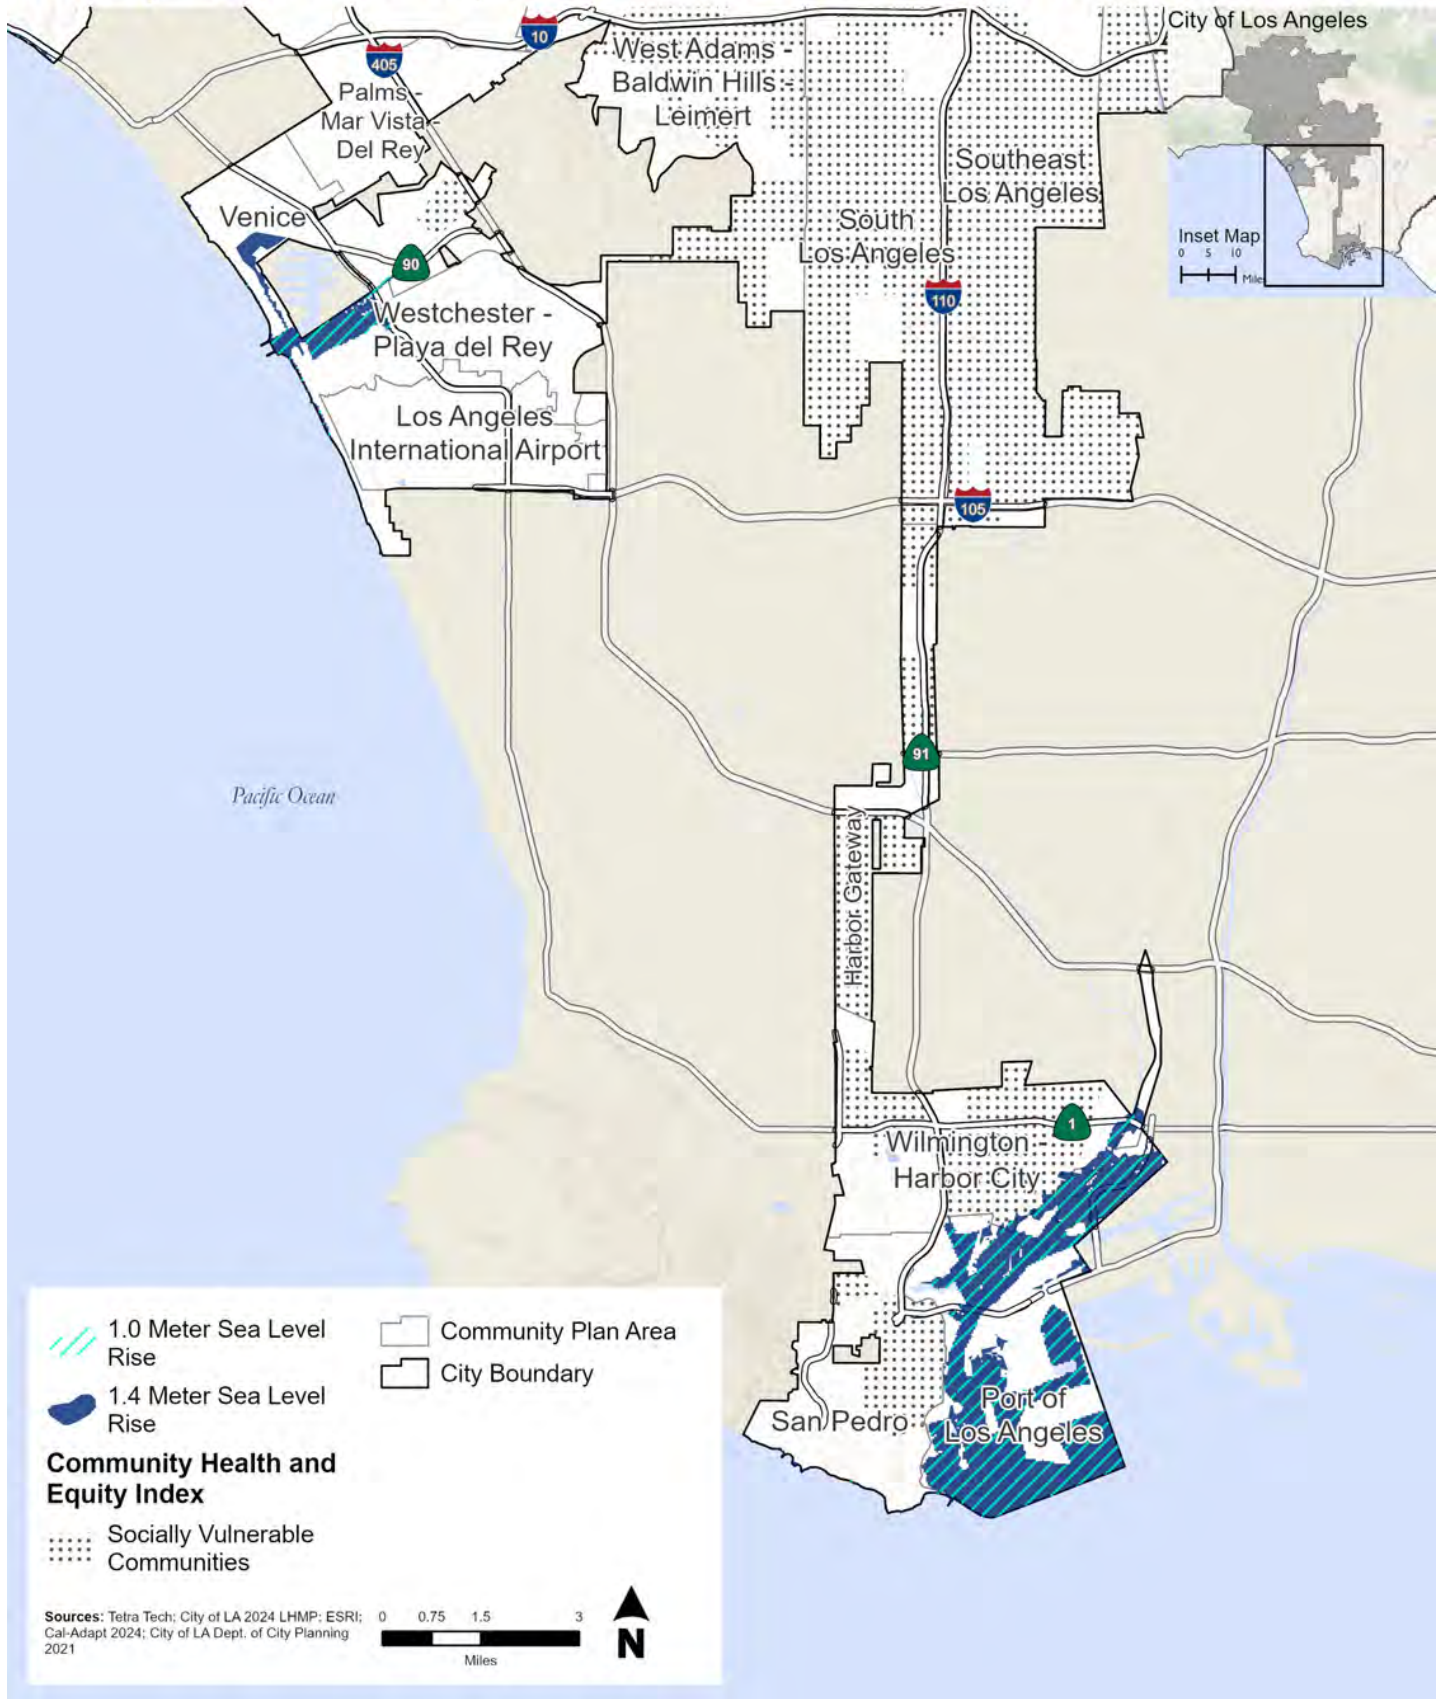 City of Los Angeles
10
405
West Adams -
Baldwin Hills -
Leimert
Palms -
Mar Vista -
Del Rey
Southeast
Los Angeles
Venice
South
Los Angeles
Inset Map
0 5 10
Miles
90
110
Westchester -
Playa del Rey
Los Angeles
International Airport
105
91
Pacific Ocean
Harbor Gateway
1
Wilmington -
Harbor City
Port of
Los Angeles
San Pedro
1.0 Meter Sea Level
Rise
1.4 Meter Sea Level
Rise
Community Plan Area
City Boundary
Community Health and
Equity Index
Socially Vulnerable
Communities
Sources: Tetra Tech; City of LA 2024 LHMP; ESRI;
Cal-Adapt 2024; City of LA Dept. of City Planning
2021
0 0.75 1.5 3
Miles
N